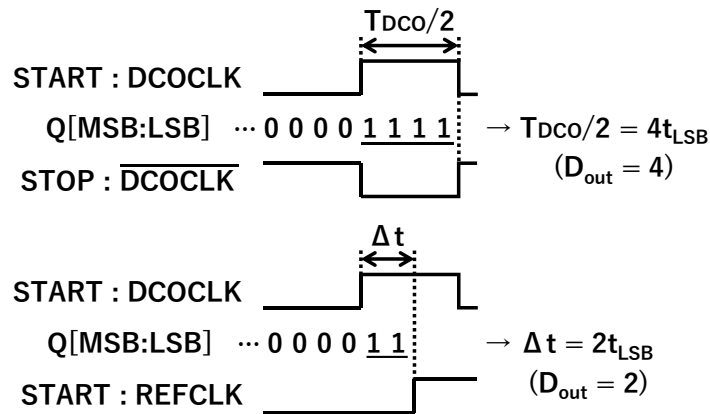 TDCO/2
START : DCOCLK
Q[MSB:LSB] ··· 0 0 0 0 1 1 1 1 → TDCO/2 = 4tLSB
STOP : DCOCLK (Dout = 4)
Δt
START : DCOCLK
Q[MSB:LSB] ··· 0 0 0 0 1 1 → Δt = 2tLSB
START : REFCLK (Dout = 2)